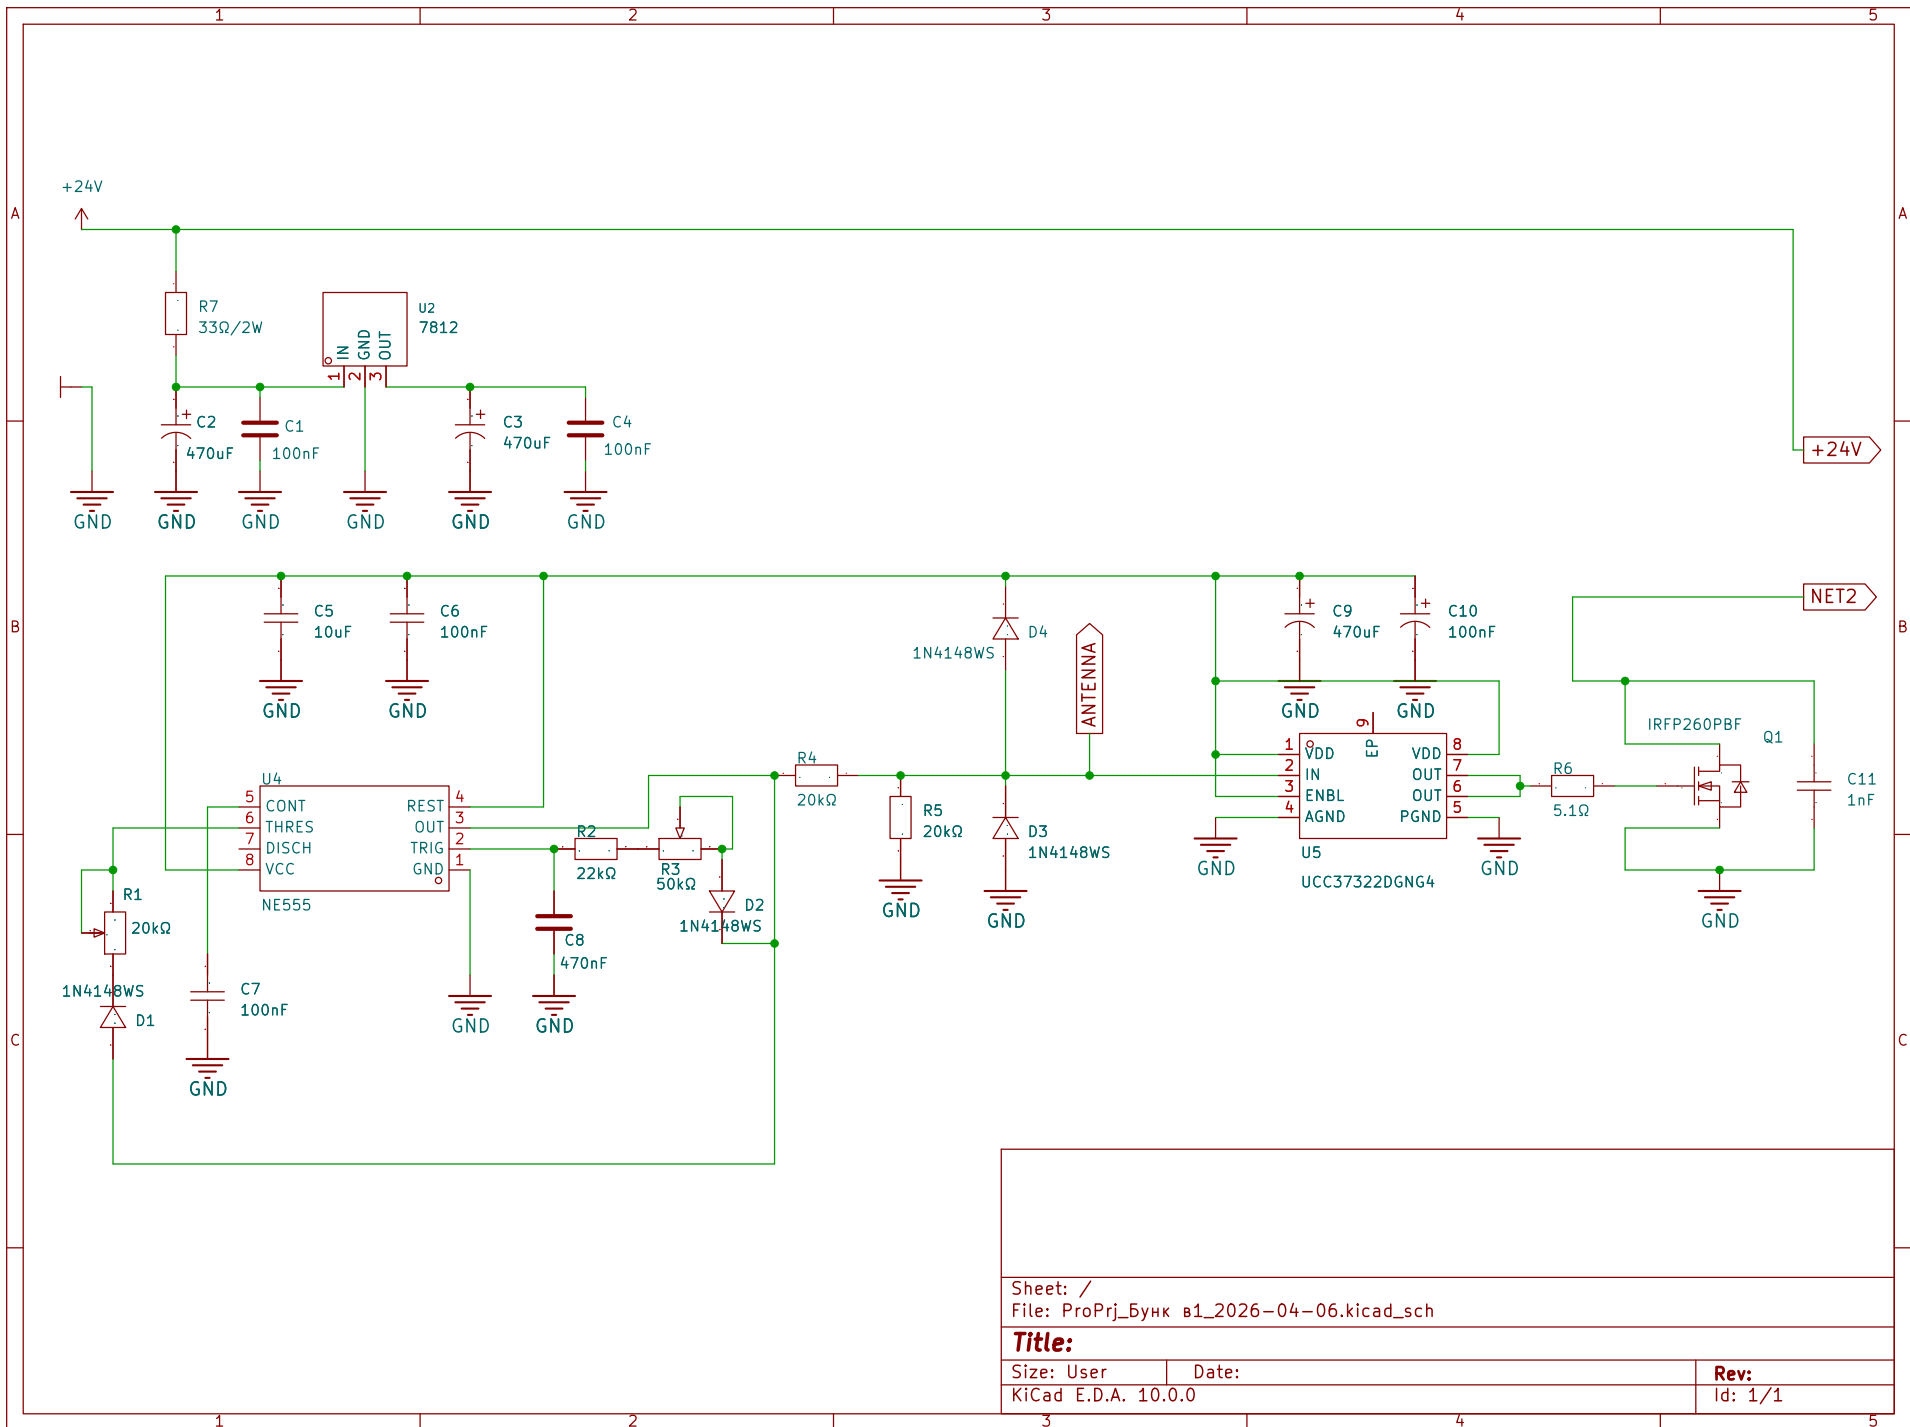 1 2 3 4 5
+24V
A A
R7
33Ω/2W
U2
7812
IN
GND
OUT
1 2 3
C2
470uF
C1
100nF
C3
470uF
C4
100nF
+24V
GND GND GND GND GND GND
B B
C5
10uF
C6
100nF
D4
1N4148WS
ANTENNA
C9
470uF
C10
100nF
NET2
GND GND GND GND
IRFP260PBF
Q1
9
EP
1 VDD VDD 8
2 IN OUT 7
3 ENBL OUT 6
4 AGND PGND 5
U5
UCC37322DGNG4
GND GND
R6
5.1Ω
C11
1nF
GND
R4
20kΩ
R5
20kΩ
GND
D3
1N4148WS
GND
U4
5 CONT REST 4
6 THRES OUT 3
7 DISCH TRIG 2
8 VCC GND 1
NE555
R2
22kΩ
R3
50kΩ
D2
1N4148WS
C8
470nF
R1
20kΩ
1N4148WS
D1
C7
100nF
GND GND
GND
C C
Sheet: /
File: ProPrj_Бунк в1_2026-04-06.kicad_sch
Title:
Size: User Date: Rev:
KiCad E.D.A. 10.0.0 Id: 1/1
1 2 3 4 5